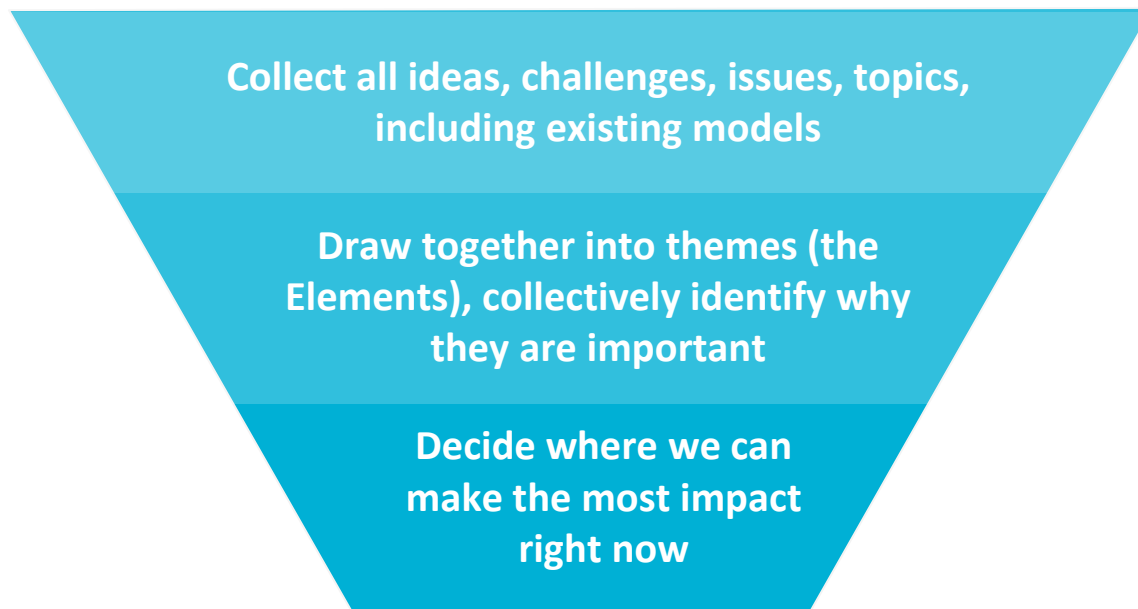 Collect all ideas, challenges, issues, topics,
including existing models
Draw together into themes (the
Elements), collectively identify why
they are important
Decide where we can
make the most impact
right now